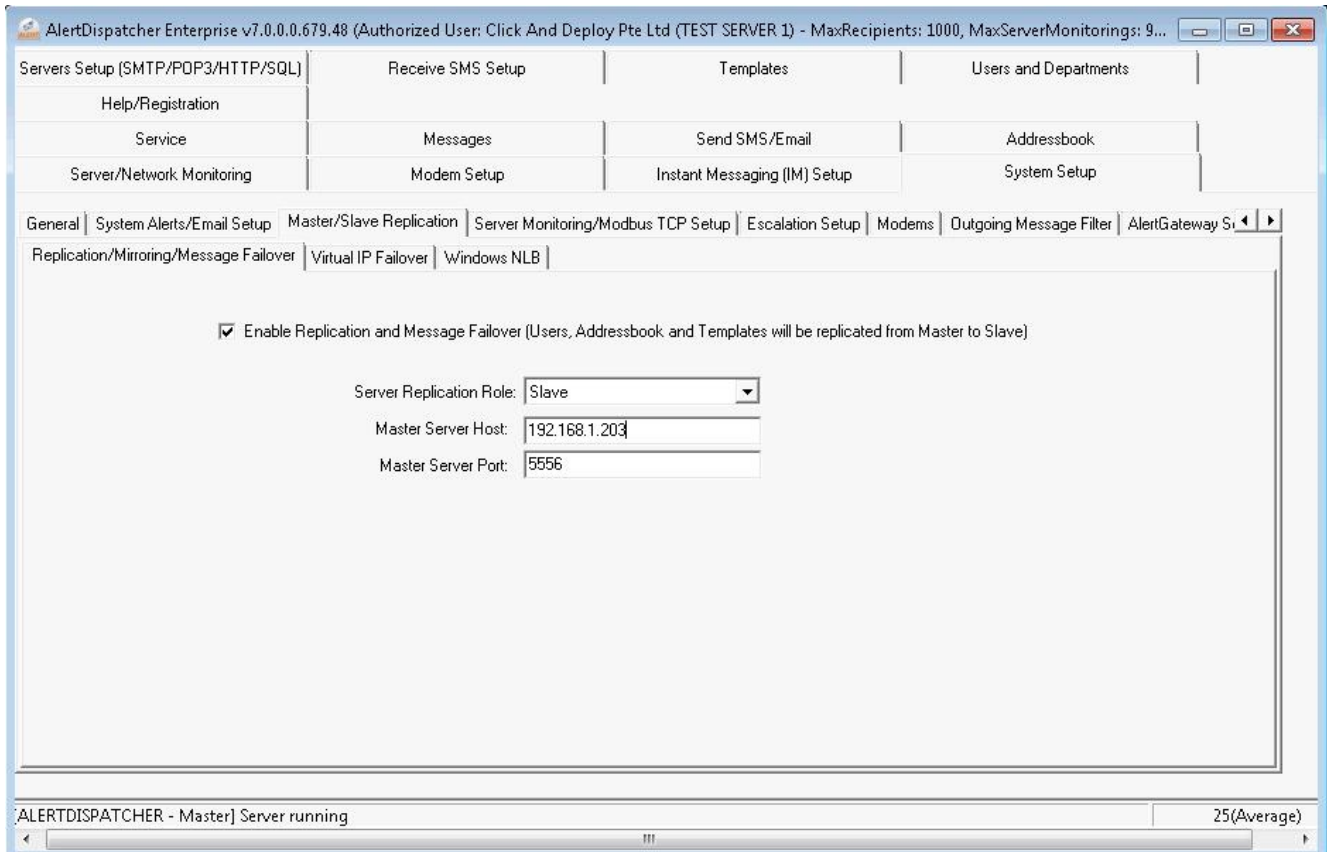 AlertDispatcher Enterprise v7.0.0.0.679.48 (Authorized User: Click And Deploy Pte Ltd (TEST SERVER 1) - MaxRecipients: 1000, MaxServerMonitorings: 9...
Servers Setup (SMTP/POP3/HTTP/SQL) Receive SMS Setup Templates Users and Departments
Help/Registration
Service Messages Send SMS/Email Addressbook
Server/Network Monitoring Modem Setup Instant Messaging (IM) Setup System Setup
General System Alerts/Email Setup Master/Slave Replication Server Monitoring/Modbus TCP Setup Escalation Setup Modems Outgoing Message Filter AlertGateway
Replication/Mirroring/Message Failover Virtual IP Failover Windows NLB
Enable Replication and Message Failover (Users, Addressbook and Templates will be replicated from Master to Slave)
Server Replication Role: Slave
Master Server Host: 192.168.1.203
Master Server Port: 5556
[ALERTDISPATCHER - Master] Server running 25(Average)